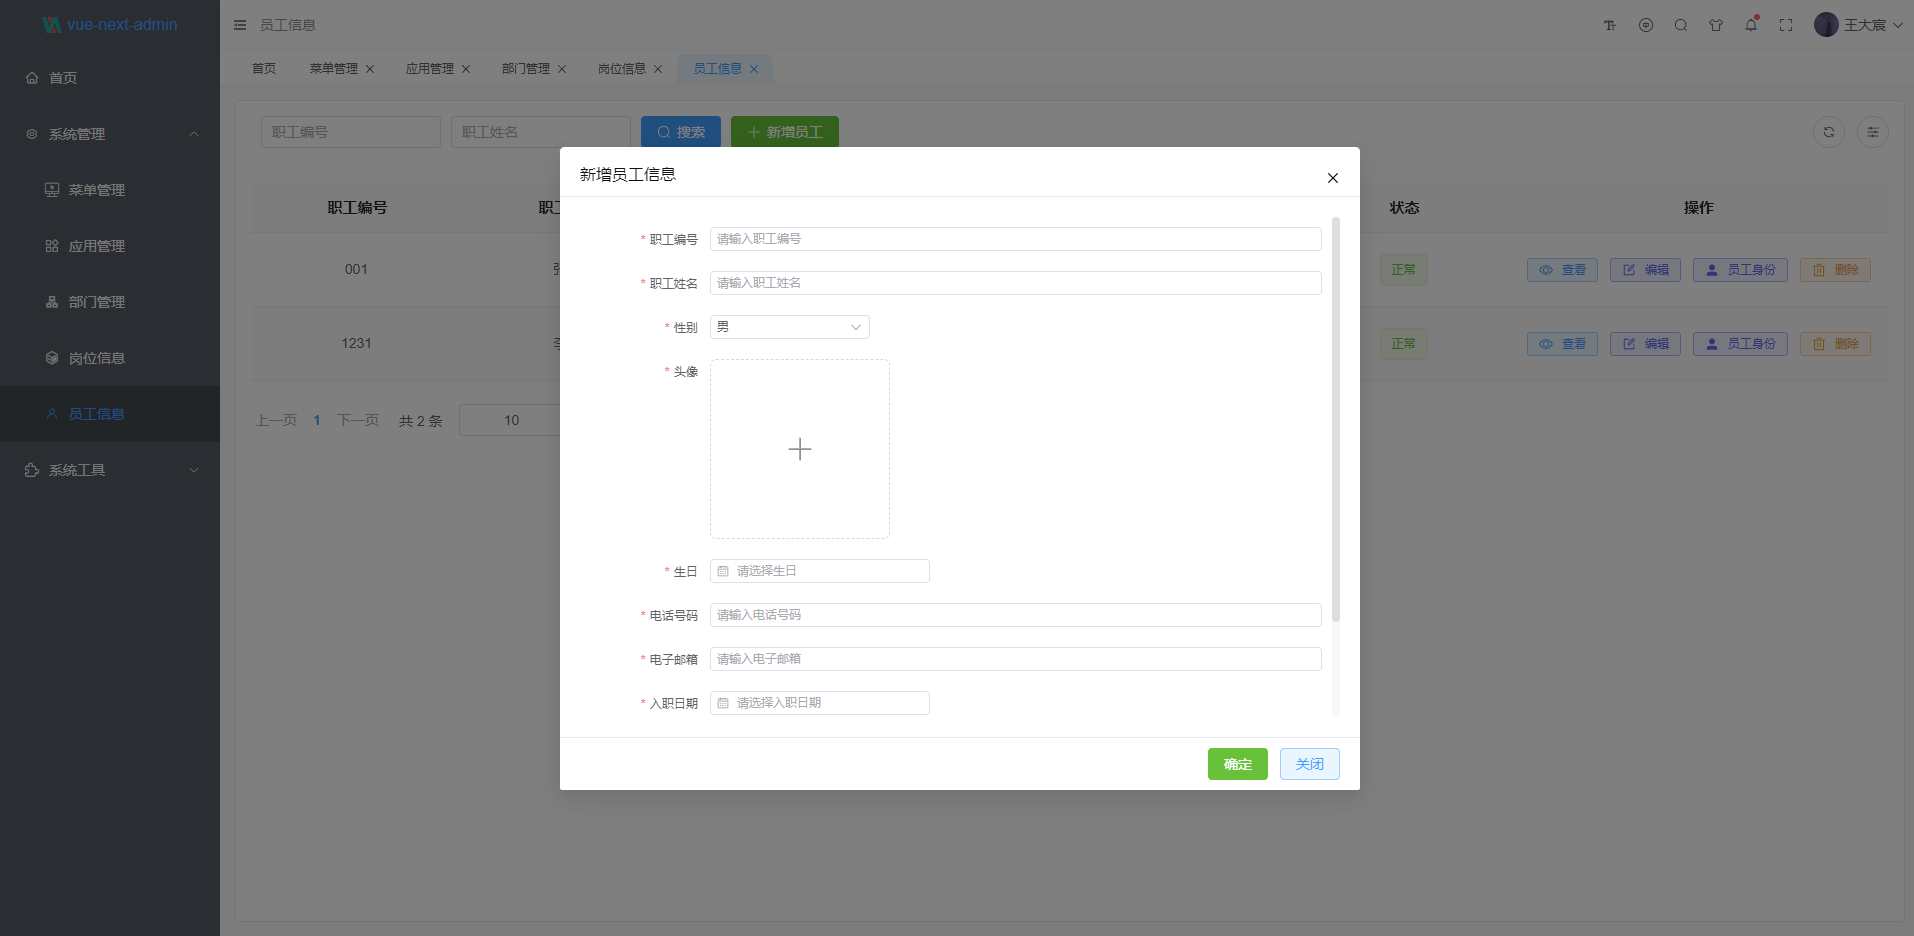 vue-next-admin
员工信息
王大宸
首页
菜单管理
应用管理
部门管理
岗位信息
员工信息
首页
系统管理
菜单管理
应用管理
部门管理
岗位信息
员工信息
系统工具
职工编号
职工姓名
搜索
新增员工
职工编号
职工
状态
操作
001
正常
查看
编辑
员工身份
删除
1231
正常
查看
编辑
员工身份
删除
上一页
1
下一页
共 2 条
10
新增员工信息
* 职工编号
请输入职工编号
* 职工姓名
请输入职工姓名
* 性别
男
* 头像
* 生日
请选择生日
* 电话号码
请输入电话号码
* 电子邮箱
请输入电子邮箱
* 入职日期
请选择入职日期
确定
关闭